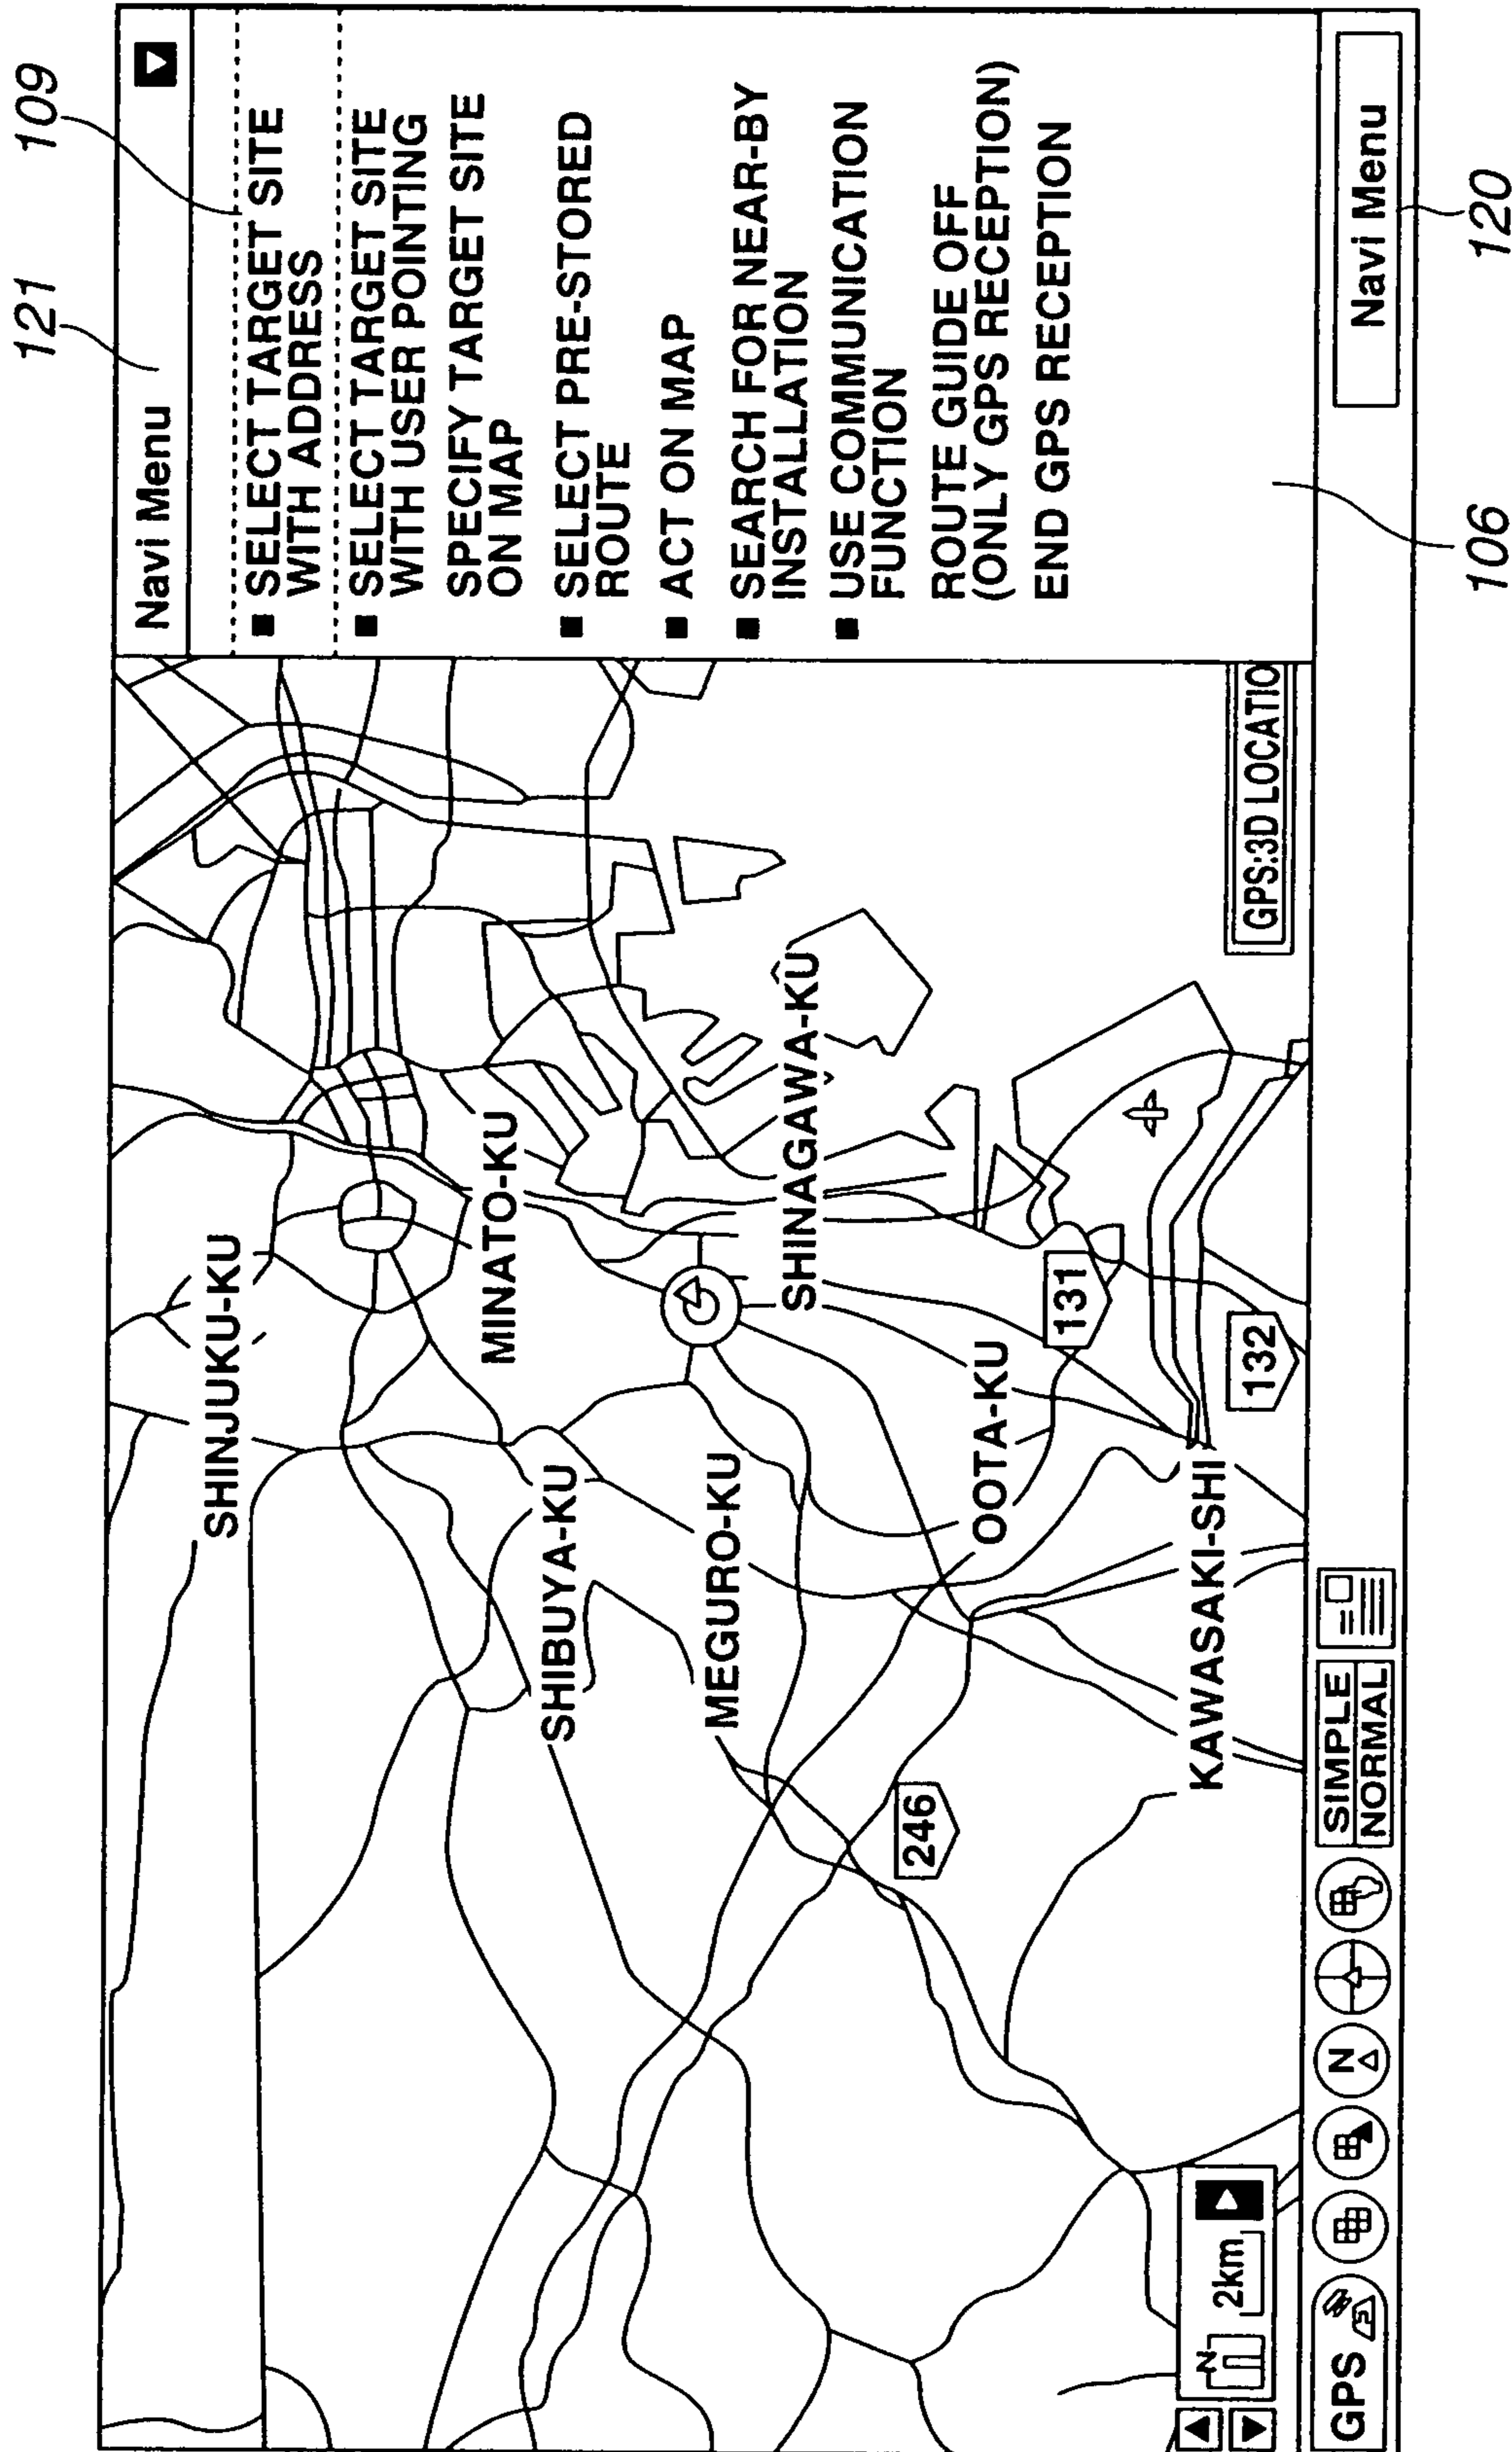 121
109
Navi Menu
■ SELECT TARGET SITE
WITH ADDRESS
■ SELECT TARGET SITE
WITH USER POINTING
SPECIFY TARGET SITE
ON MAP
■ SELECT PRE-STORED
ROUTE
■ ACT ON MAP
■ SEARCH FOR NEAR-BY
INSTALLATION
■ USE COMMUNICATION
FUNCTION
ROUTE GUIDE OFF
(ONLY GPS RECEPTION)
END GPS RECEPTION
SHINJUKU-KU
MINATO-KU
SHIBUYA-KU
MEGURO-KU
SHINAGAWA-KU
246
OOTA-KU
131
KAWASAKI-SHI
132
GPS:3D LOCATIO
N
2km
GPS
N
SIMPLE
NORMAL
Navi Menu
106
120